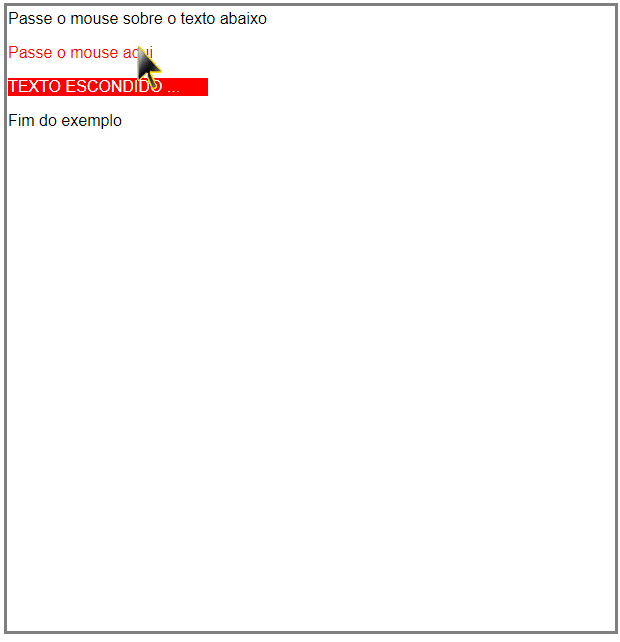 Passe o mouse sobre o texto abaixo
Passe o mouse aqui
TEXTO ESCONDIDO ...
Fim do exemplo